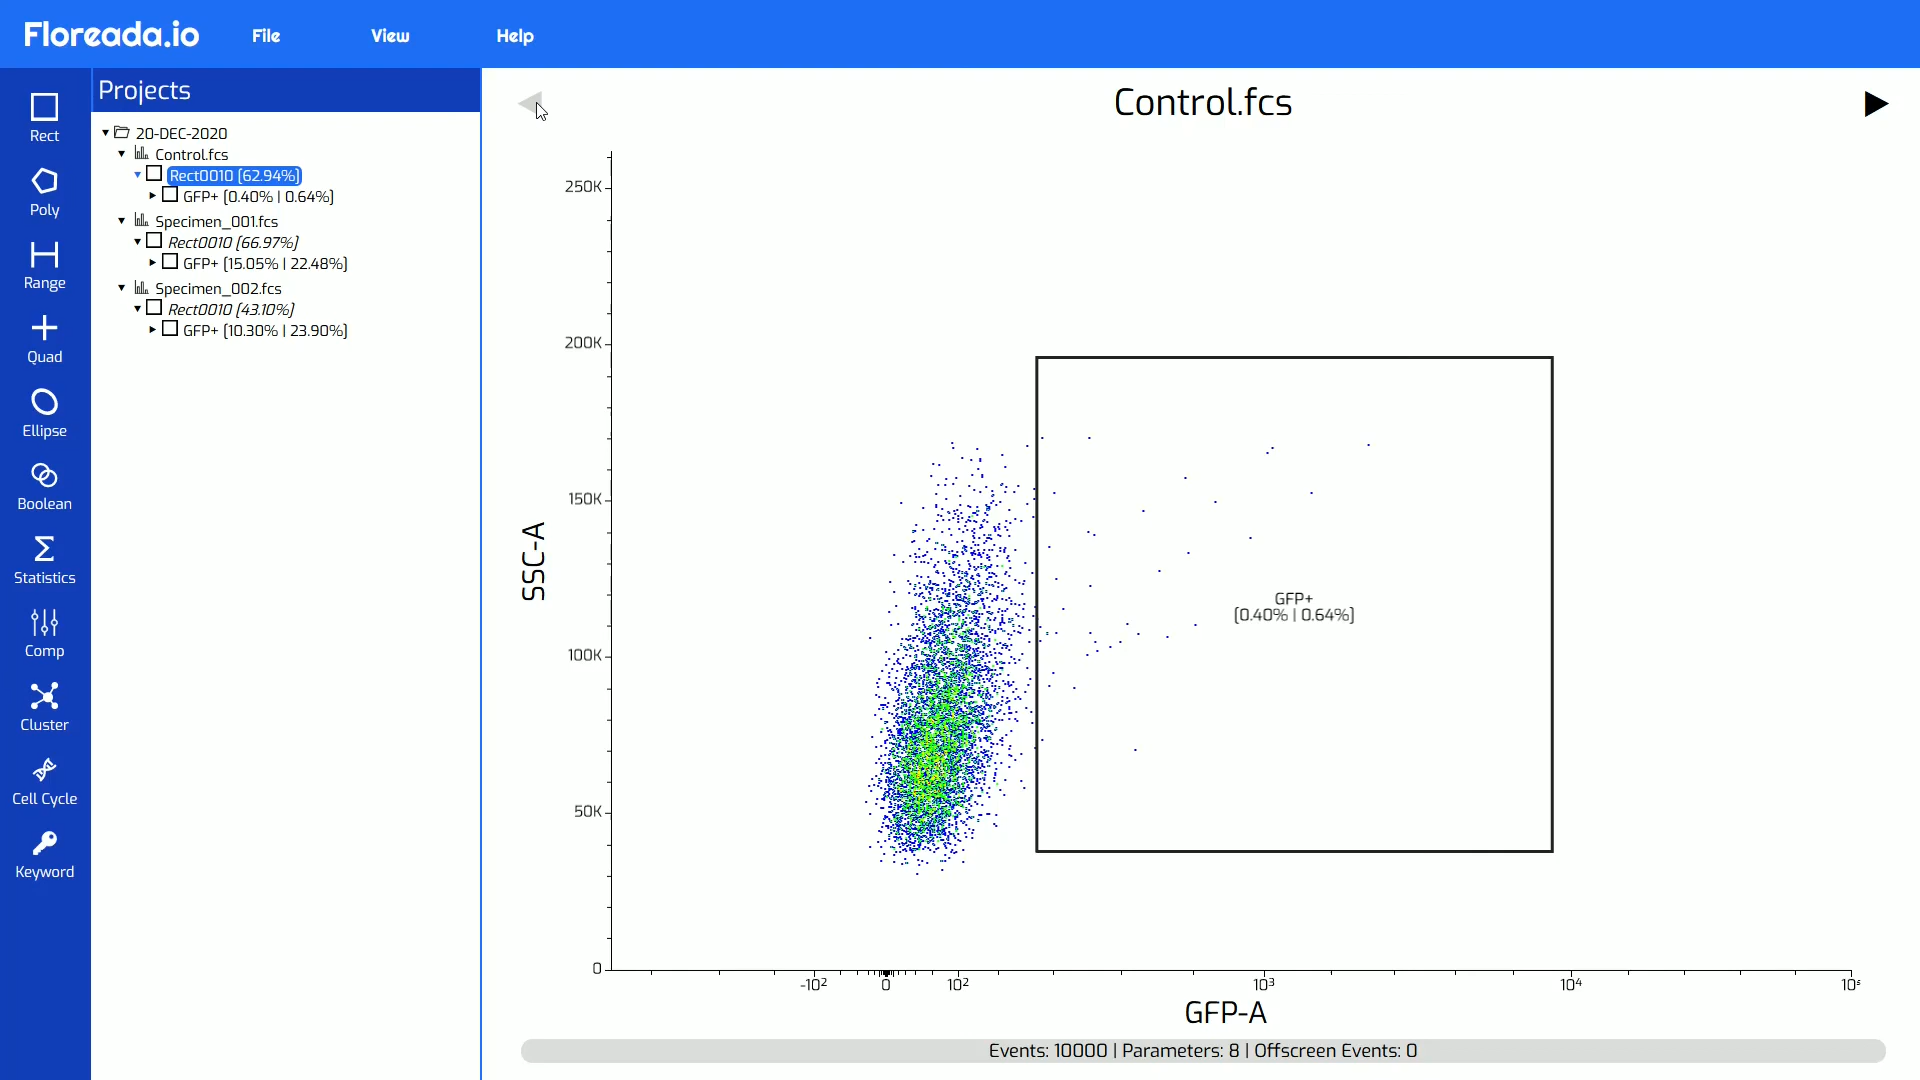 Floreada.io
File
View
Help
Rect
Poly
Range
Quad
Ellipse
Boolean
Statistics
Comp
Cluster
Cell Cycle
Keyword
Projects
20-DEC-2020
Control.fcs
Rect0010 [62.94%]
GFP+ [0.40% | 0.64%]
Specimen_001.fcs
Rect0010 [66.97%]
GFP+ [15.05% | 22.48%]
Specimen_002.fcs
Rect0010 [43.10%]
GFP+ [10.30% | 23.90%]
Control.fcs
250K
200K
150K
100K
50K
0
SSC-A
GFP+
[0.40% | 0.64%]
-10²
0
10²
10³
10⁴
10⁵
GFP-A
Events: 10000 | Parameters: 8 | Offscreen Events: 0